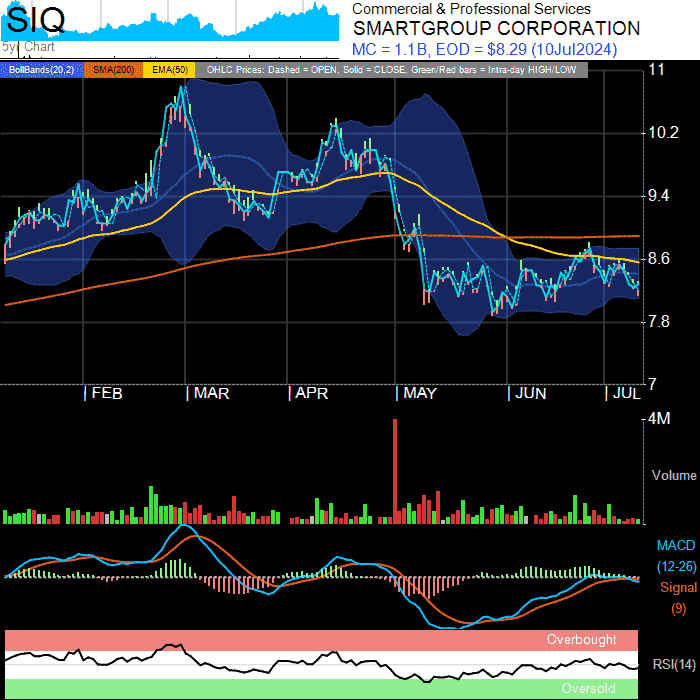 SIQ
5yr Chart
Commercial & Professional Services
SMARTGROUP CORPORATION
MC = 1.1B, EOD = $8.29 (10Jul2024)
BollBands(20,2) SMA(200) EMA(50) OHLC Prices: Dashed = OPEN, Solid = CLOSE, Green/Red bars = Intra-day HIGH/LOW
11
10.2
9.4
8.6
7.8
7
FEB MAR APR MAY JUN JUL
4M
Volume
MACD
(12-26)
Signal
(9)
Overbought
RSI(14)
Oversold